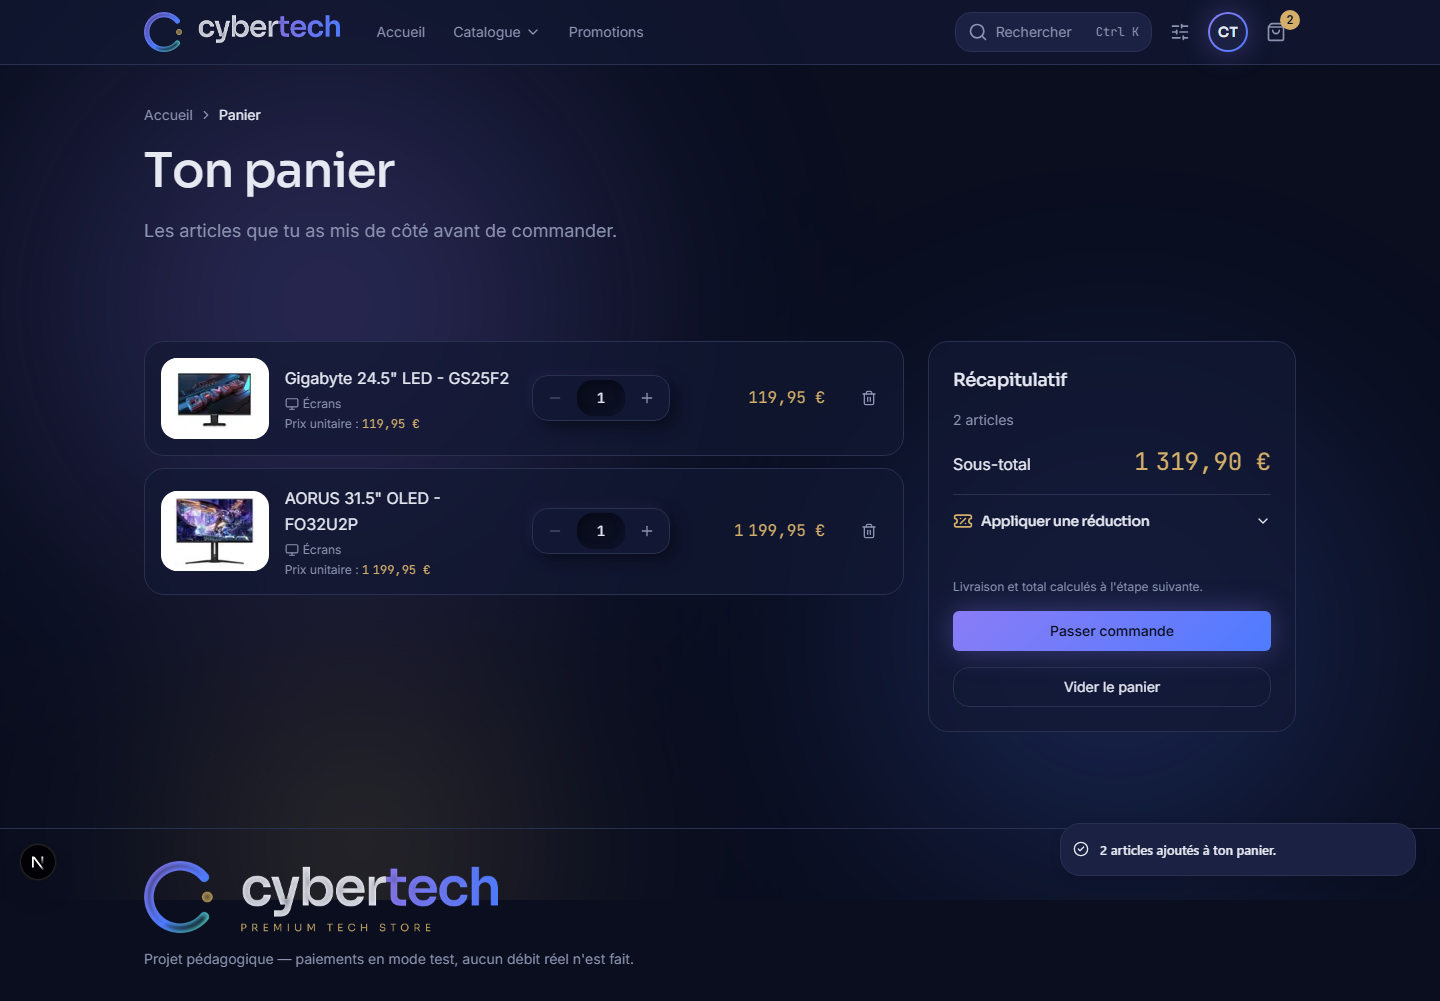 cybertech
Accueil
Catalogue
Promotions
Rechercher
Ctrl K
CT
2
Accueil
Panier
Ton panier
Les articles que tu as mis de côté avant de commander.
Gigabyte 24.5" LED - GS25F2
Écrans
Prix unitaire : 119,95 €
1
119,95 €
AORUS 31.5" OLED -
FO32U2P
Écrans
Prix unitaire : 1 199,95 €
1
1 199,95 €
Récapitulatif
2 articles
Sous-total
1 319,90 €
Appliquer une réduction
Livraison et total calculés à l'étape suivante.
Passer commande
Vider le panier
2 articles ajoutés à ton panier.
N
cybertech
PREMIUM TECH STORE
Projet pédagogique — paiements en mode test, aucun débit réel n'est fait.